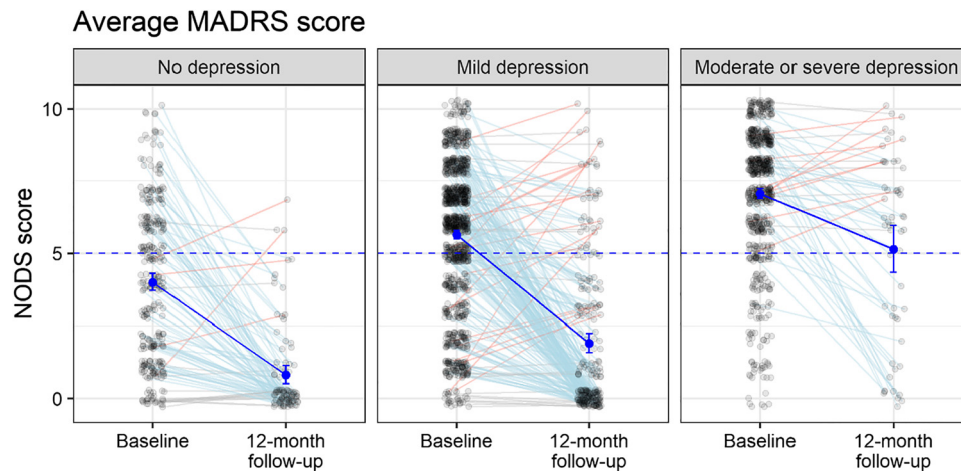 Average MADRS score
No depression
Mild depression
Moderate or severe depression
NODS score
10
5
0
Baseline
12-month
follow-up
Baseline
12-month
follow-up
Baseline
12-month
follow-up